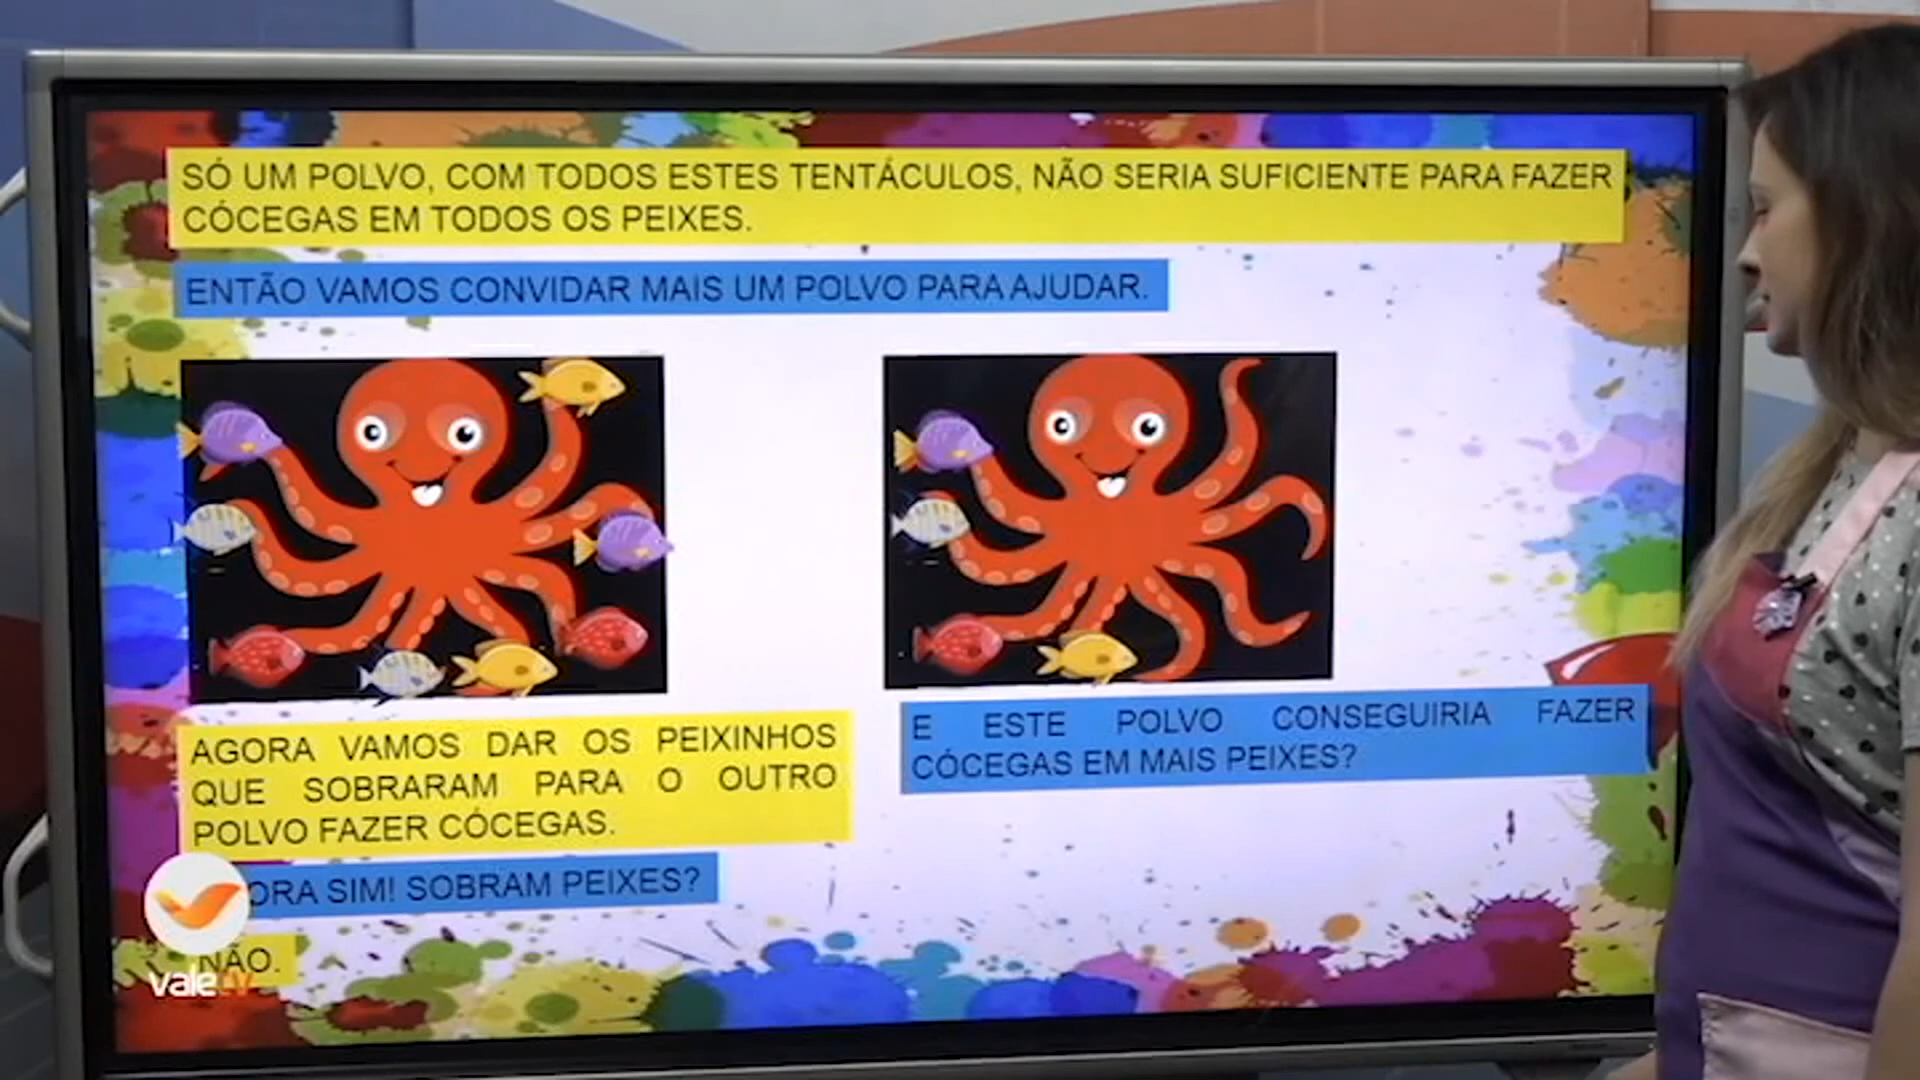 SÓ UM POLVO, COM TODOS ESTES TENTÁCULOS, NÃO SERIA SUFICIENTE PARA FAZER
CÓCEGAS EM TODOS OS PEIXES.
ENTÃO VAMOS CONVIDAR MAIS UM POLVO PARA AJUDAR.
AGORA VAMOS DAR OS PEIXINHOS
QUE SOBRARAM PARA O OUTRO
POLVO FAZER CÓCEGAS.
E ESTE POLVO CONSEGUIRIA FAZER
CÓCEGAS EM MAIS PEIXES?
ORA SIM! SOBRAM PEIXES?
NÃO.
valetv